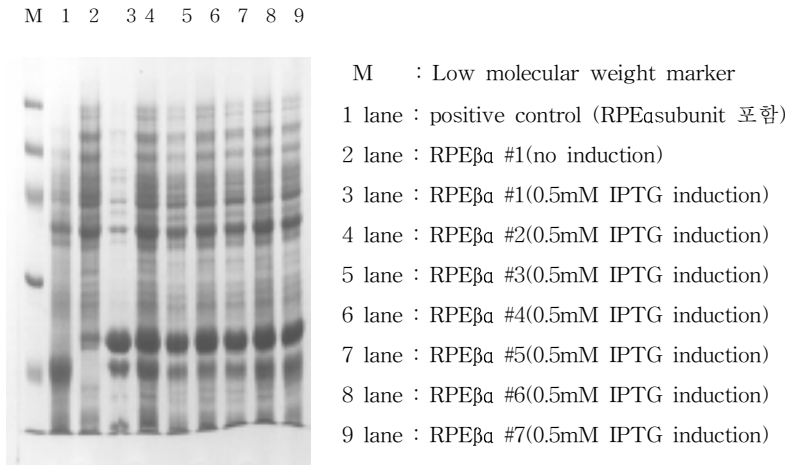 M 1 2 3 4 5 6 7 8 9
M : Low molecular weight marker
1 lane : positive control (RPEαsubunit 포함)
2 lane : RPEβα #1(no induction)
3 lane : RPEβα #1(0.5mM IPTG induction)
4 lane : RPEβα #2(0.5mM IPTG induction)
5 lane : RPEβα #3(0.5mM IPTG induction)
6 lane : RPEβα #4(0.5mM IPTG induction)
7 lane : RPEβα #5(0.5mM IPTG induction)
8 lane : RPEβα #6(0.5mM IPTG induction)
9 lane : RPEβα #7(0.5mM IPTG induction)